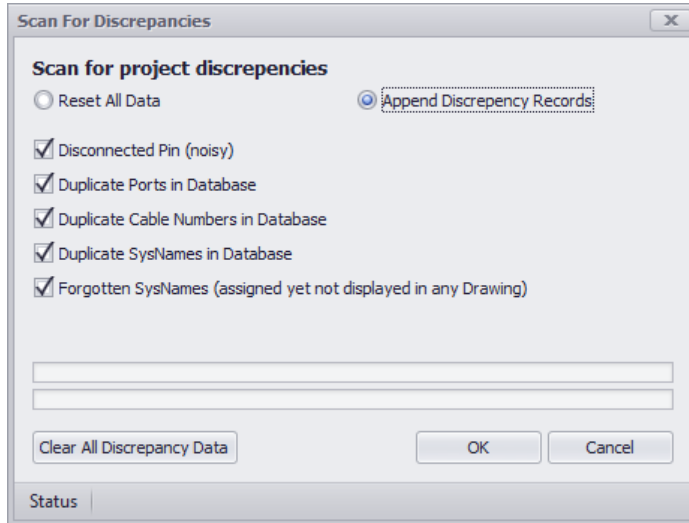 Scan For Discrepancies
Scan for project discrepencies
Reset All Data Append Discrepency Records
Disconnected Pin (noisy)
Duplicate Ports in Database
Duplicate Cable Numbers in Database
Duplicate SysNames in Database
Forgotten SysNames (assigned yet not displayed in any Drawing)
Clear All Discrepancy Data OK Cancel
Status